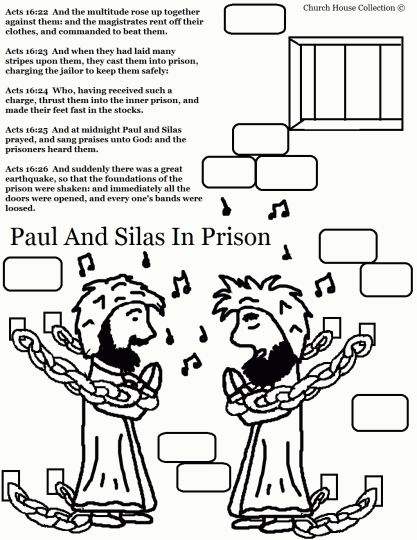 Church House Collection ©
Acts 16:22 And the multitude rose up together
against them: and the magistrates rent off their
clothes, and commanded to beat them.
Acts 16:23 And when they had laid many
stripes upon them, they cast them into prison,
charging the jailor to keep them safely:
Acts 16:24 Who, having received such a
charge, thrust them into the inner prison, and
made their feet fast in the stocks.
Acts 16:25 And at midnight Paul and Silas
prayed, and sang praises unto God: and the
prisoners heard them.
Acts 16:26 And suddenly there was a great
earthquake, so that the foundations of the
prison were shaken: and immediately all the
doors were opened, and every one's bands were
loosed.
Paul And Silas In Prison